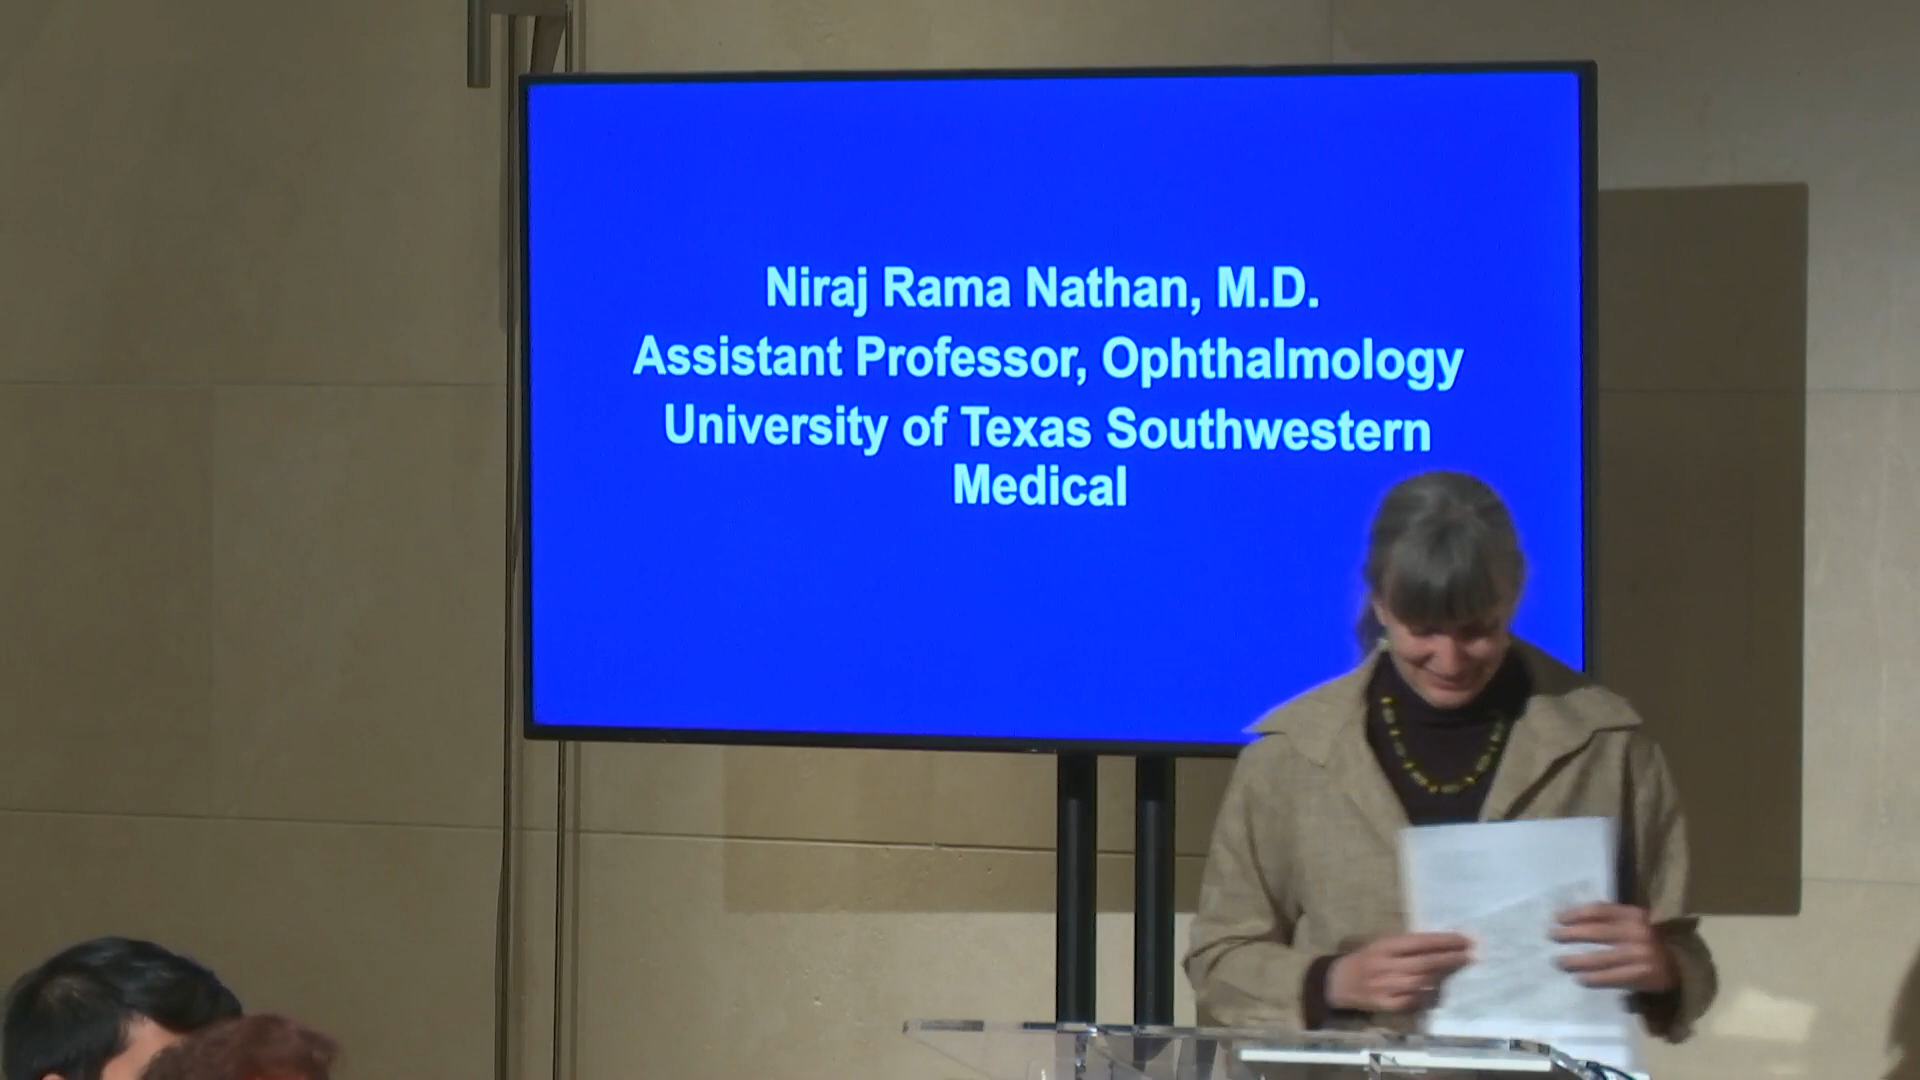 Niraj Rama Nathan, M.D.
Assistant Professor, Ophthalmology
University of Texas Southwestern
Medical